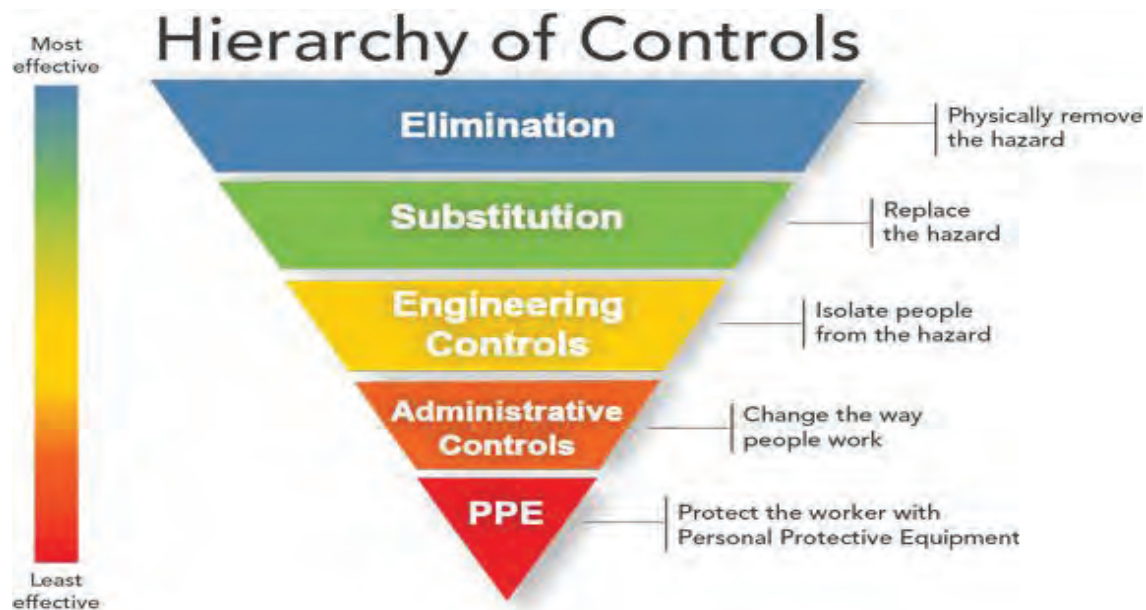 Hierarchy of Controls
Most
effective
Elimination
Physically remove
the hazard
Substitution
Replace
the hazard
Engineering
Controls
Isolate people
from the hazard
Administrative
Controls
Change the way
people work
PPE
Protect the worker with
Personal Protective Equipment
Least
effective